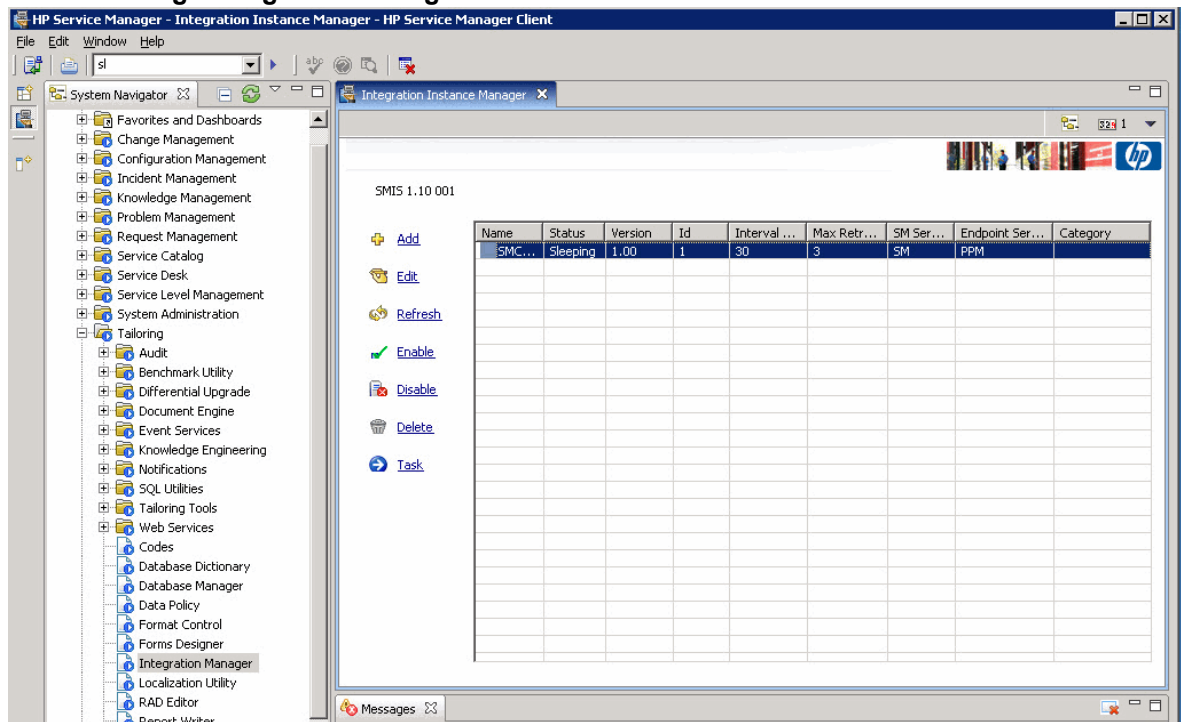 HP Service Manager - Integration Instance Manager - HP Service Manager Client
File Edit Window Help
sl
abc
System Navigator
Favorites and Dashboards
Change Management
Configuration Management
Incident Management
Knowledge Management
Problem Management
Request Management
Service Catalog
Service Desk
Service Level Management
System Administration
Tailoring
Audit
Benchmark Utility
Differential Upgrade
Document Engine
Event Services
Knowledge Engineering
Notifications
SQL Utilities
Tailoring Tools
Web Services
Codes
Database Dictionary
Database Manager
Data Policy
Format Control
Forms Designer
Integration Manager
Localization Utility
RAD Editor
Report Writer
Integration Instance Manager
1
hp
SMIS 1.10 001
Add
Edit
Refresh
Enable
Disable
Delete
Task
Name Status Version Id Interval ... Max Retr... SM Ser... Endpoint Ser... Category
SMC... Sleeping 1.00 1 30 3 SM PPM
Messages